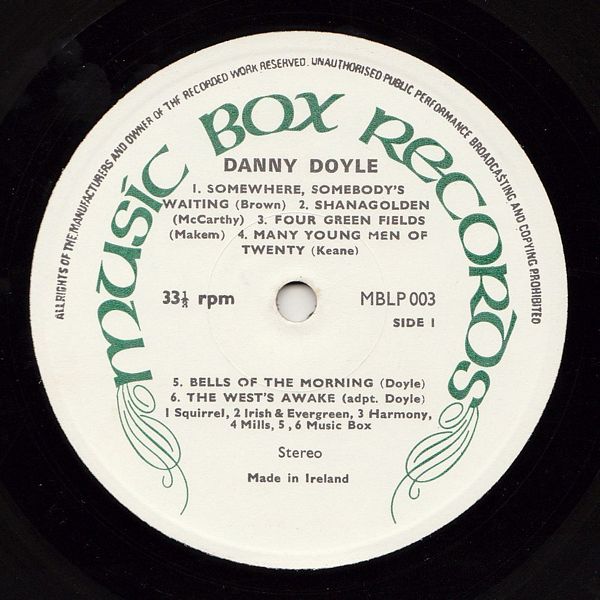 ALL RIGHTS OF THE MANUFACTURERS AND OWNER OF THE RECORDED WORK RESERVED. UNAUTHORISED PUBLIC PERFORMANCE BROADCASTING AND COPYING PROHIBITED
MUSIC BOX RECORDS
DANNY DOYLE
1. SOMEWHERE, SOMEBODY'S
WAITING (Brown) 2. SHANAGOLDEN
(McCarthy) 3. FOUR GREEN FIELDS
(Makem) 4. MANY YOUNG MEN OF
TWENTY (Keane)
33⅓ rpm
MBLP 003
SIDE 1
5. BELLS OF THE MORNING (Doyle)
6. THE WEST'S AWAKE (adpt. Doyle)
1 Squirrel, 2 Irish & Evergreen, 3 Harmony,
4 Mills, 5, 6 Music Box
Stereo
Made in Ireland